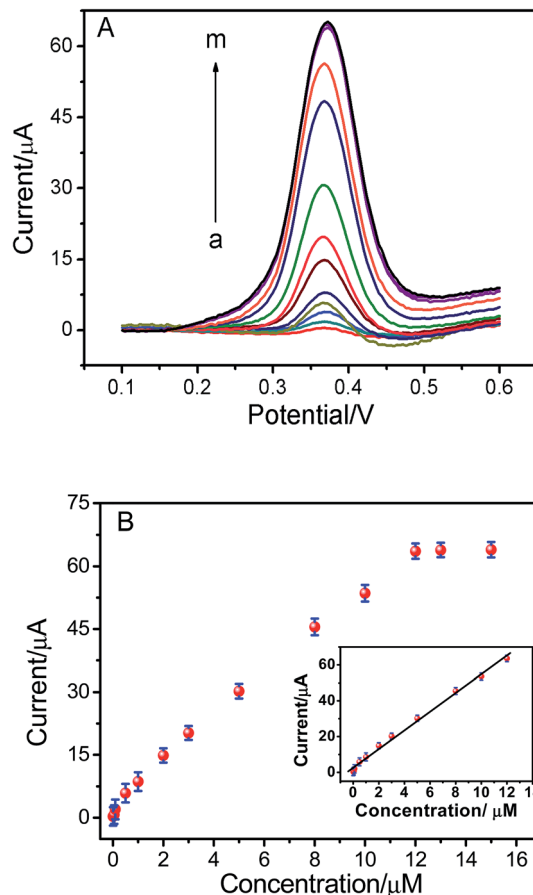 A
m
a
Current/μA
60
45
30
15
0
0.1 0.2 0.3 0.4 0.5 0.6
Potential/V
B
Current/μA
75
60
45
30
15
0
0 2 4 6 8 10 12 14 16
Concentration/μM
Current/μA
60
40
20
0
0 2 4 6 8 10 12
Concentration/ μM